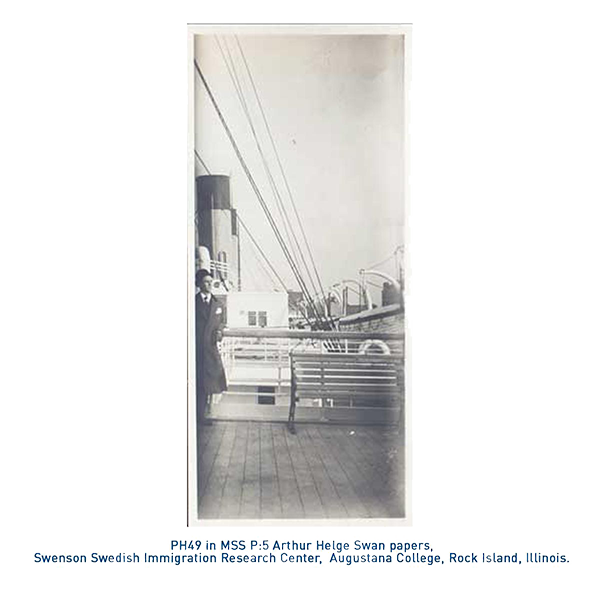 PH49 in MSS P:5 Arthur Helge Swan papers,
Swenson Swedish Immigration Research Center, Augustana College, Rock Island, Illinois.